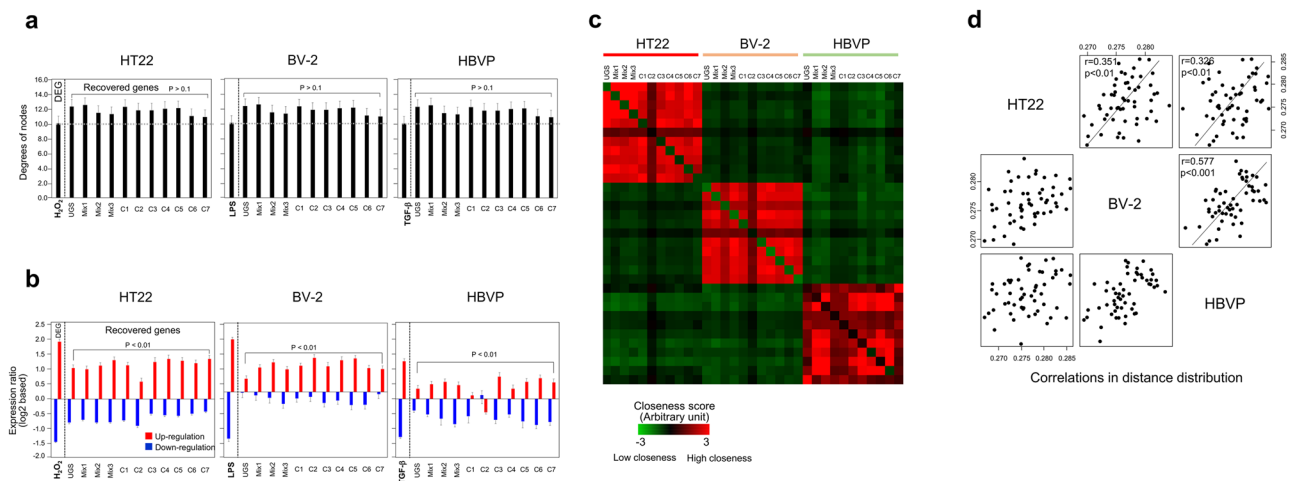 a
HT22
BV-2
HBVP
Degrees of nodes
16.0
14.0
12.0
10.0
8.0
6.0
4.0
2.0
0.0
DEG
Recovered genes
P > 0.1
P > 0.1
P > 0.1
H₂O₂ UGS Mix1 Mix2 Mix3 C1 C2 C3 C4 C5 C6 C7
LPS UGS Mix1 Mix2 Mix3 C1 C2 C3 C4 C5 C6 C7
TGF-β UGS Mix1 Mix2 Mix3 C1 C2 C3 C4 C5 C6 C7
b
HT22
BV-2
HBVP
Expression ratio
(log2 based)
2.5
2.0
1.5
1.0
0.5
0.0
-0.5
-1.0
-1.5
-2.0
DEG
Recovered genes
P < 0.01
P < 0.01
P < 0.01
Up-regulation
Down-regulation
H₂O₂ UGS Mix1 Mix2 Mix3 C1 C2 C3 C4 C5 C6 C7
LPS UGS Mix1 Mix2 Mix3 C1 C2 C3 C4 C5 C6 C7
TGF-β UGS Mix1 Mix2 Mix3 C1 C2 C3 C4 C5 C6 C7
c
HT22
BV-2
HBVP
UGS Mix1 Mix2 Mix3 C1 C2 C3 C4 C5 C6 C7
UGS Mix1 Mix2 Mix3 C1 C2 C3 C4 C5 C6 C7
UGS Mix1 Mix2 Mix3 C1 C2 C3 C4 C5 C6 C7
Closeness score
(Arbitrary unit)
-3
3
Low closeness
High closeness
d
0.270
0.280
0.270
0.280
HT22
r=0.351
p<0.01
r=0.326
p<0.01
0.285
0.280
0.275
0.270
0.280
0.275
0.270
BV-2
r=0.577
p<0.001
HBVP
0.270
0.275
0.280
0.285
Correlations in distance distribution